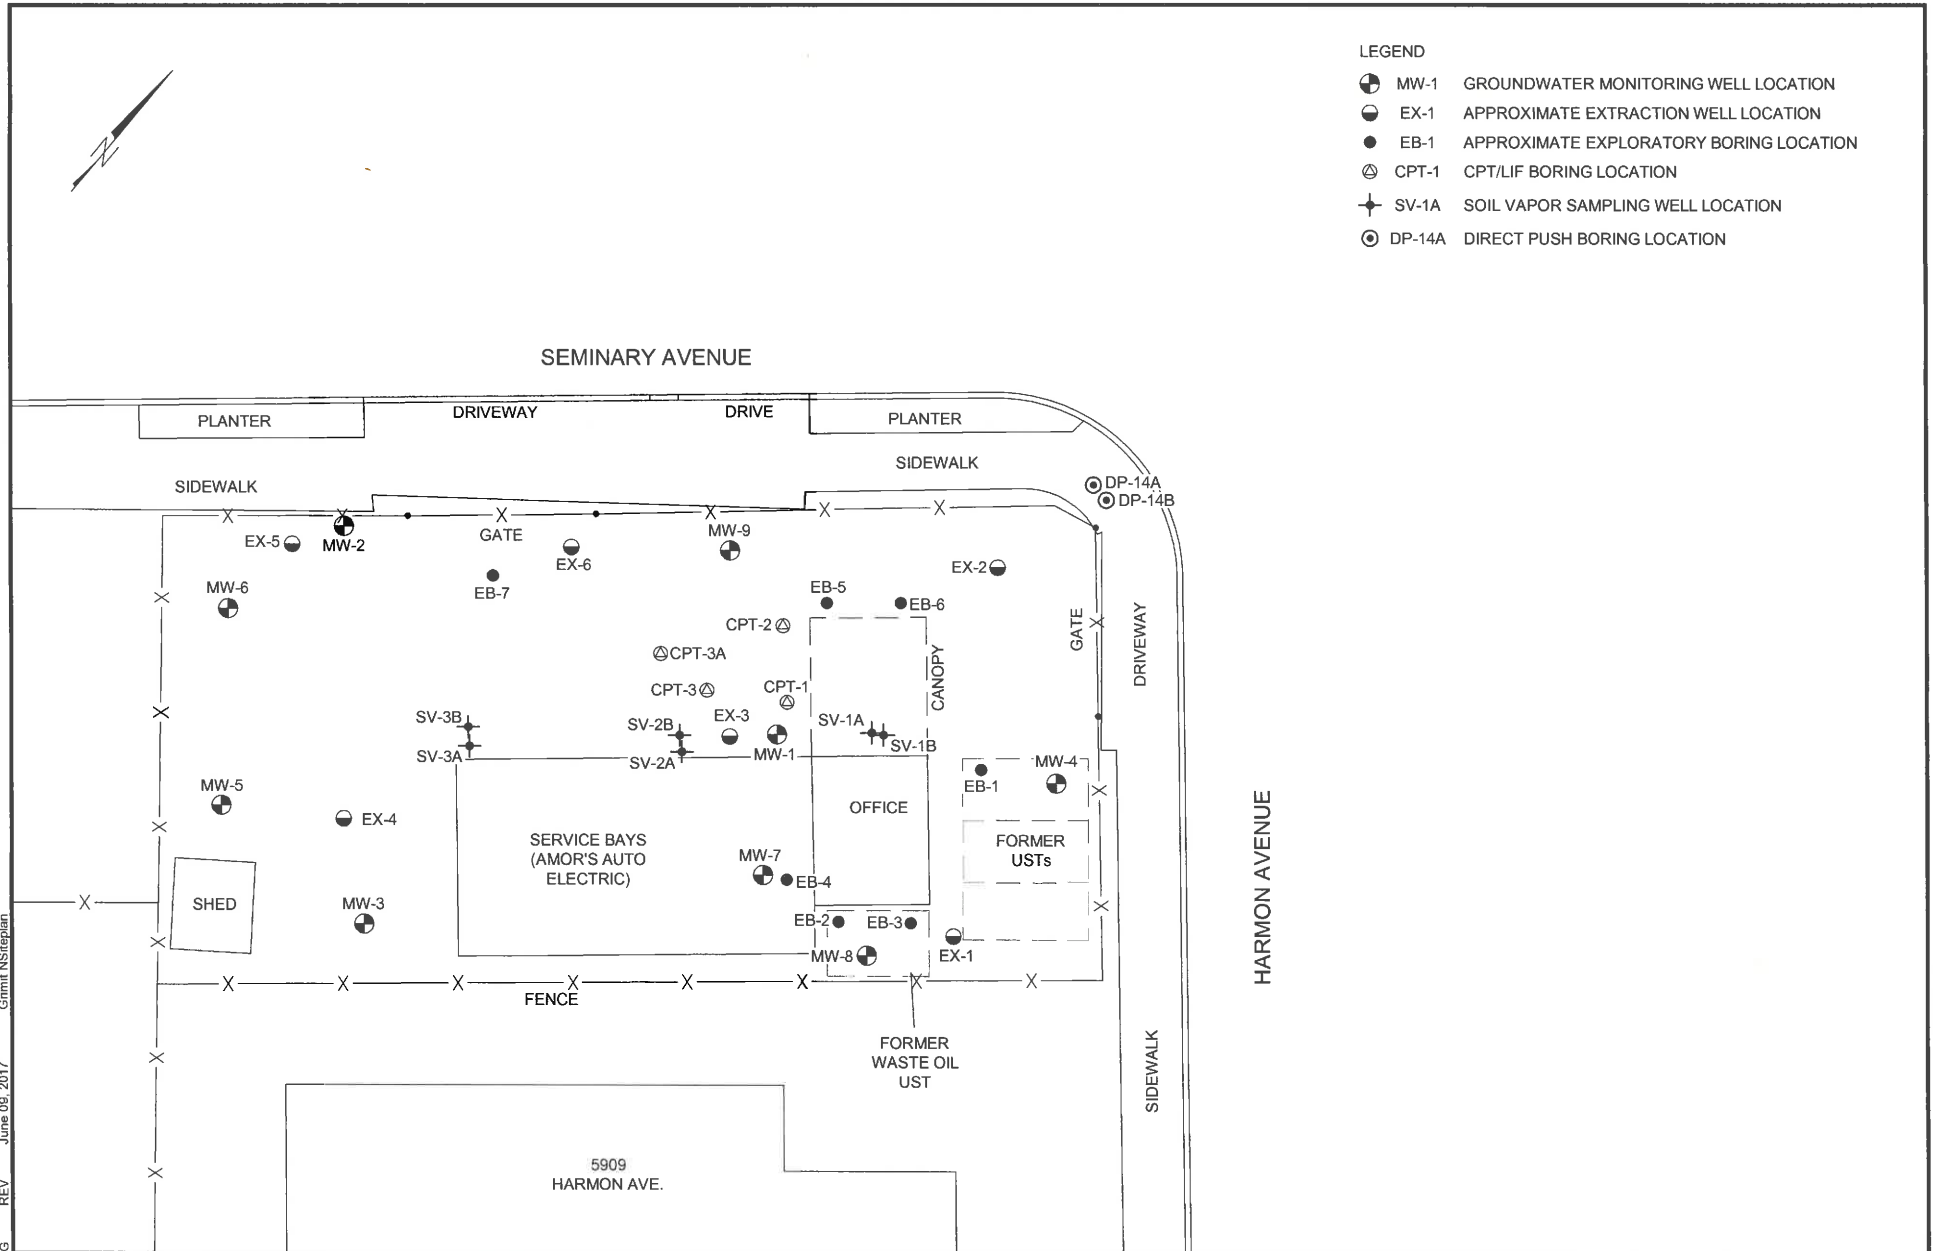 LEGEND
MW-1 GROUNDWATER MONITORING WELL LOCATION
EX-1 APPROXIMATE EXTRACTION WELL LOCATION
EB-1 APPROXIMATE EXPLORATORY BORING LOCATION
CPT-1 CPT/LIF BORING LOCATION
SV-1A SOIL VAPOR SAMPLING WELL LOCATION
DP-14A DIRECT PUSH BORING LOCATION
N
SEMINARY AVENUE
PLANTER
DRIVEWAY
DRIVE
PLANTER
SIDEWALK
SIDEWALK
DP-14A
DP-14B
EX-5
MW-2
GATE
MW-9
EX-6
EX-2
EB-7
MW-6
EB-5
EB-6
CPT-2
GATE
DRIVEWAY
CPT-3A
CANOPY
CPT-3
CPT-1
SV-3B
SV-2B
EX-3
SV-1A
SV-1B
SV-3A
SV-2A
MW-1
MW-4
EB-1
MW-5
EX-4
OFFICE
SERVICE BAYS
(AMOR'S AUTO
ELECTRIC)
FORMER
USTs
MW-7
EB-4
HARMON AVENUE
SHED
MW-3
EB-2
EB-3
MW-8
EX-1
FENCE
FORMER
WASTE OIL
UST
SIDEWALK
5909
HARMON AVE.
June 09, 2017
REV